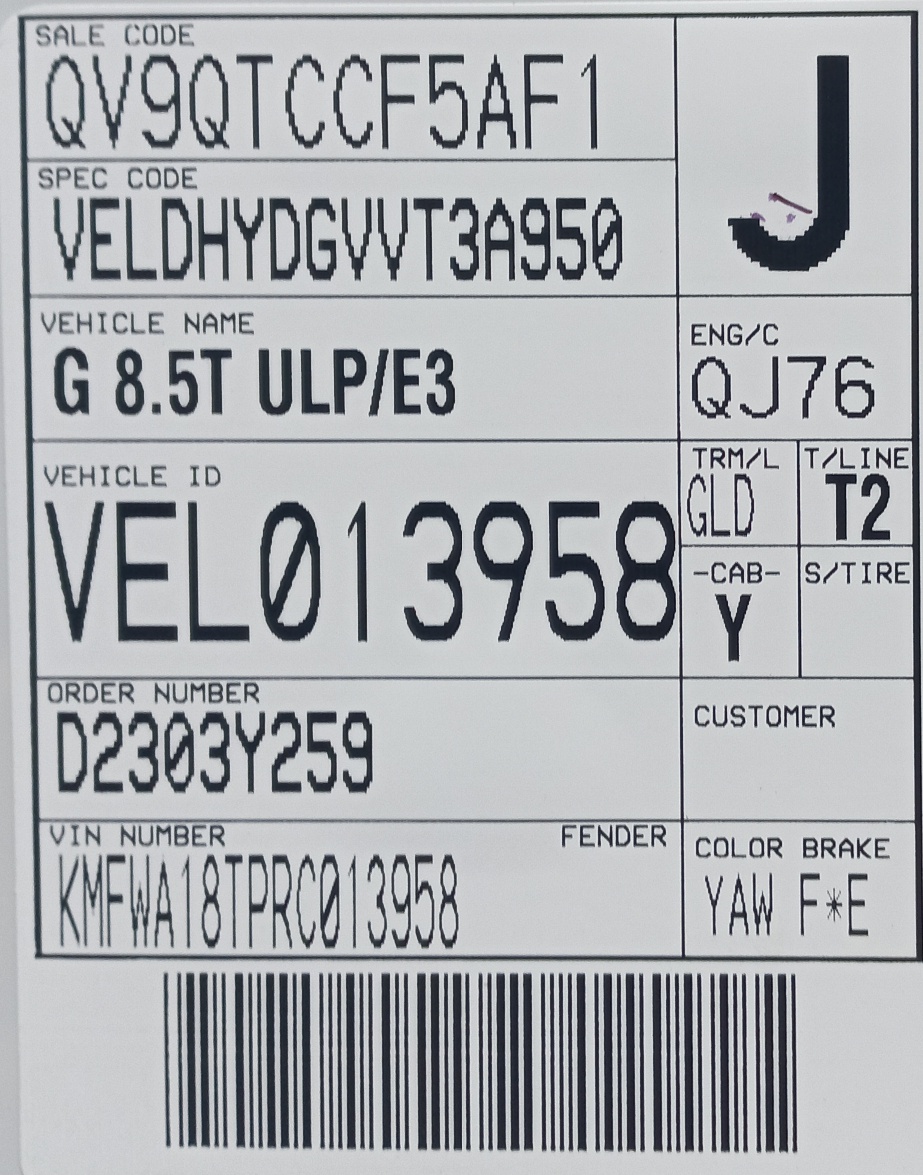 SALE CODE
QV9QTCCF5AF1
J
SPEC CODE
VELDHYDGVVT3A950
VEHICLE NAME
G 8.5T ULP/E3
ENG/C
QJ76
VEHICLE ID
VEL013958
TRM/L T/LINE
GLD T2
-CAB- S/TIRE
Y
ORDER NUMBER
D2303Y259
CUSTOMER
VIN NUMBER FENDER
KMFWA18TPRC013958
COLOR BRAKE
YAW F*E